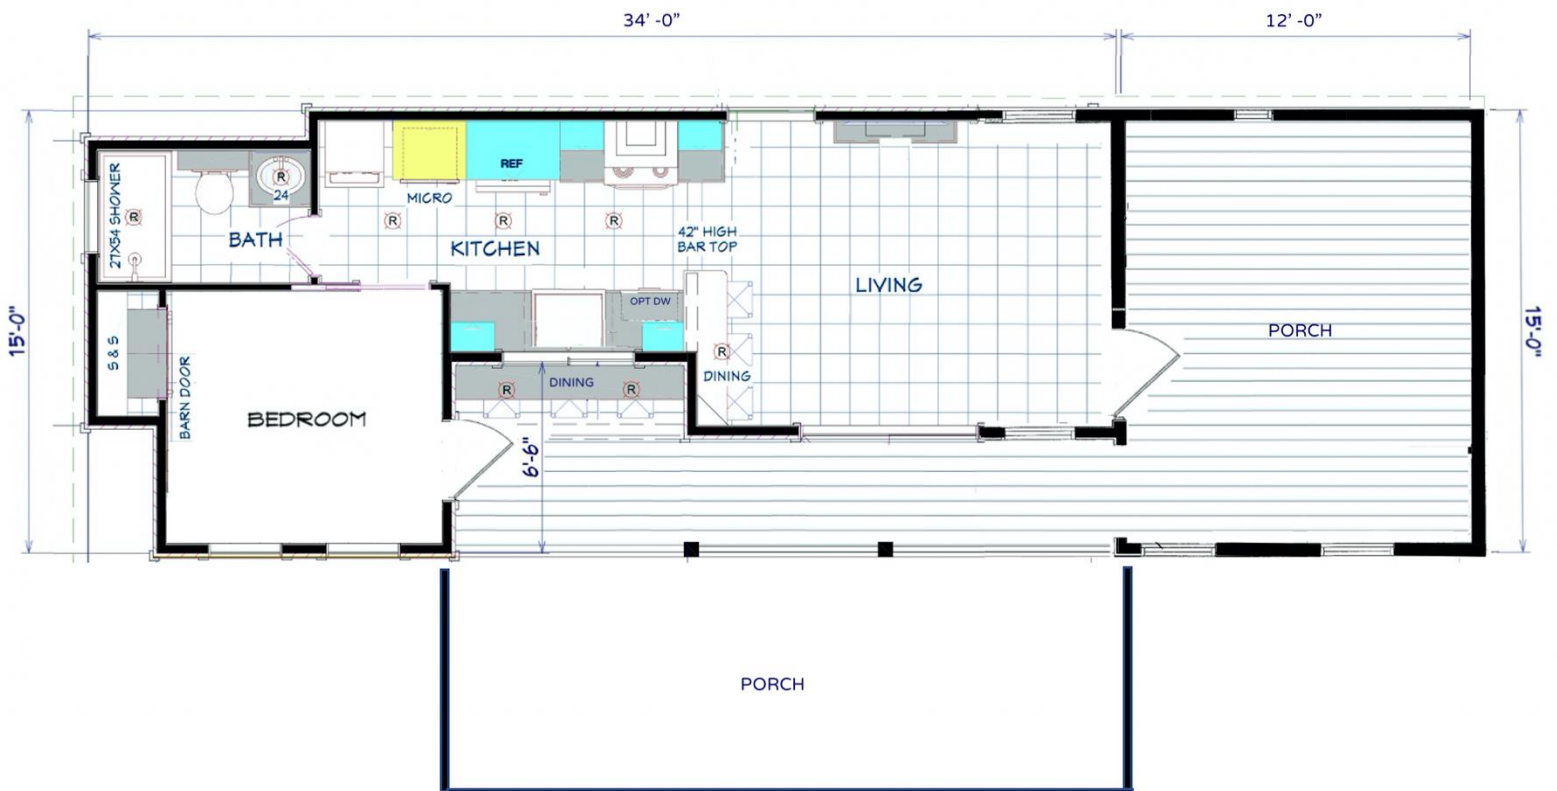 34' -0"
12' -0"
15'-0"
27X54 SHOWER
R
R
24
BATH
MICRO
REF
R
R
R
KITCHEN
42" HIGH
BAR TOP
LIVING
PORCH
15'-0"
OPT DW
S & S
BARN DOOR
BEDROOM
DINING
R
R
R
DINING
6'-6"
PORCH